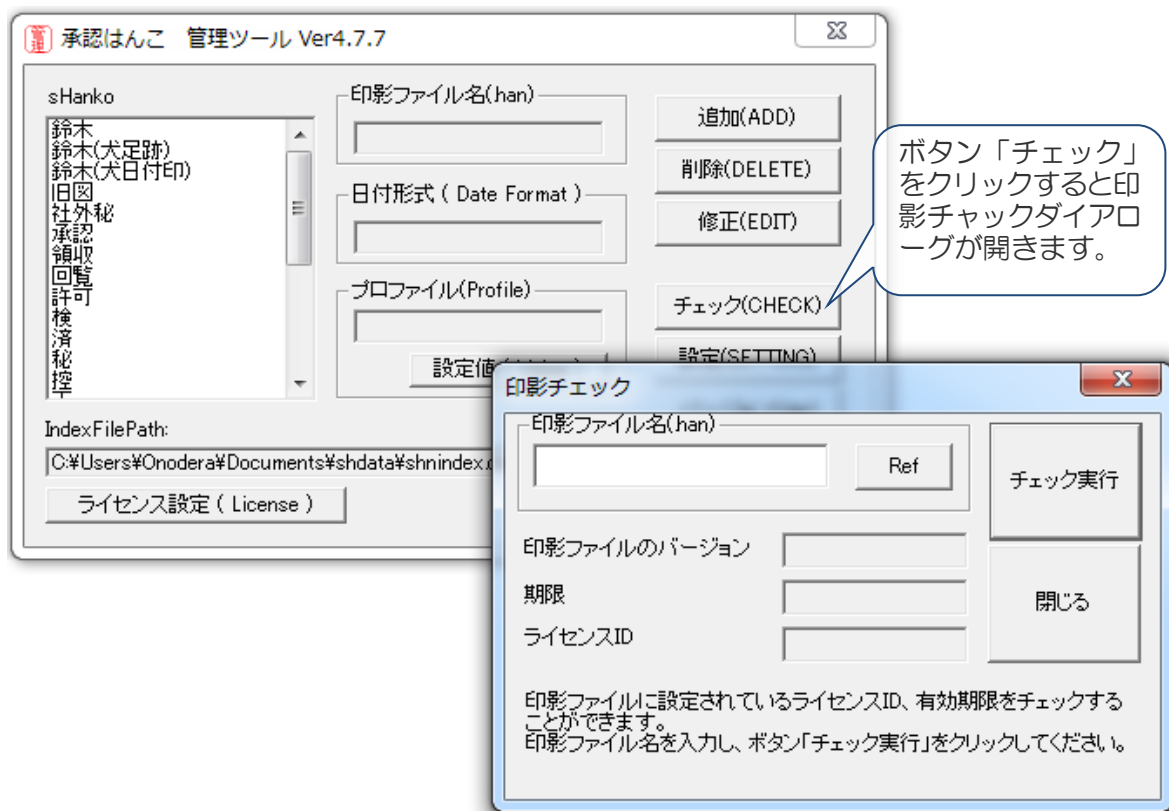 承認はんこ 管理ツール Ver4.7.7
sHanko
鈴木
鈴木(犬足跡)
鈴木(犬日付印)
旧図
社外秘
承認
領収
回覧
許可
検
済
秘
控
印影ファイル名(.han)
日付形式 ( Date Format )
プロファイル(Profile)
設定値
追加(ADD)
削除(DELETE)
修正(EDIT)
チェック(CHECK)
設定(SETTING)
IndexFilePath:
C:¥Users¥Onodera¥Documents¥shdata¥shnindex.
ライセンス設定 ( License )
ボタン「チェック」
をクリックすると印
影チャックダイアロ
ーグが開きます。
印影チェック
印影ファイル名(.han)
Ref
チェック実行
印影ファイルのバージョン
期限
ライセンスID
閉じる
印影ファイルに設定されているライセンスID、有効期限をチェックする
ことができます。
印影ファイル名を入力し、ボタン「チェック実行」をクリックしてください。